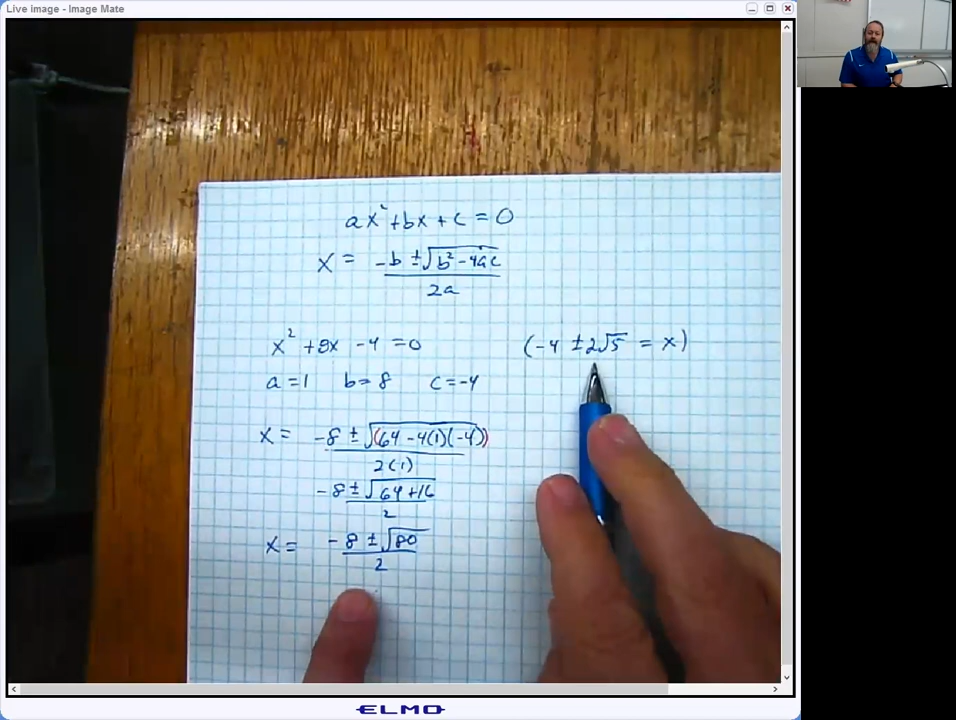 Live image - Image Mate
ax²+bx+c=0
x = -b ±√b²-4ac
2a
x²+8x -4 =0
(-4 ±2√5 = x)
a=1 b=8 c=-4
x= -8 ±√(64-4(1)(-4))
2(1)
-8±√64+16
2
x= -8 ±√80
2
ELMO